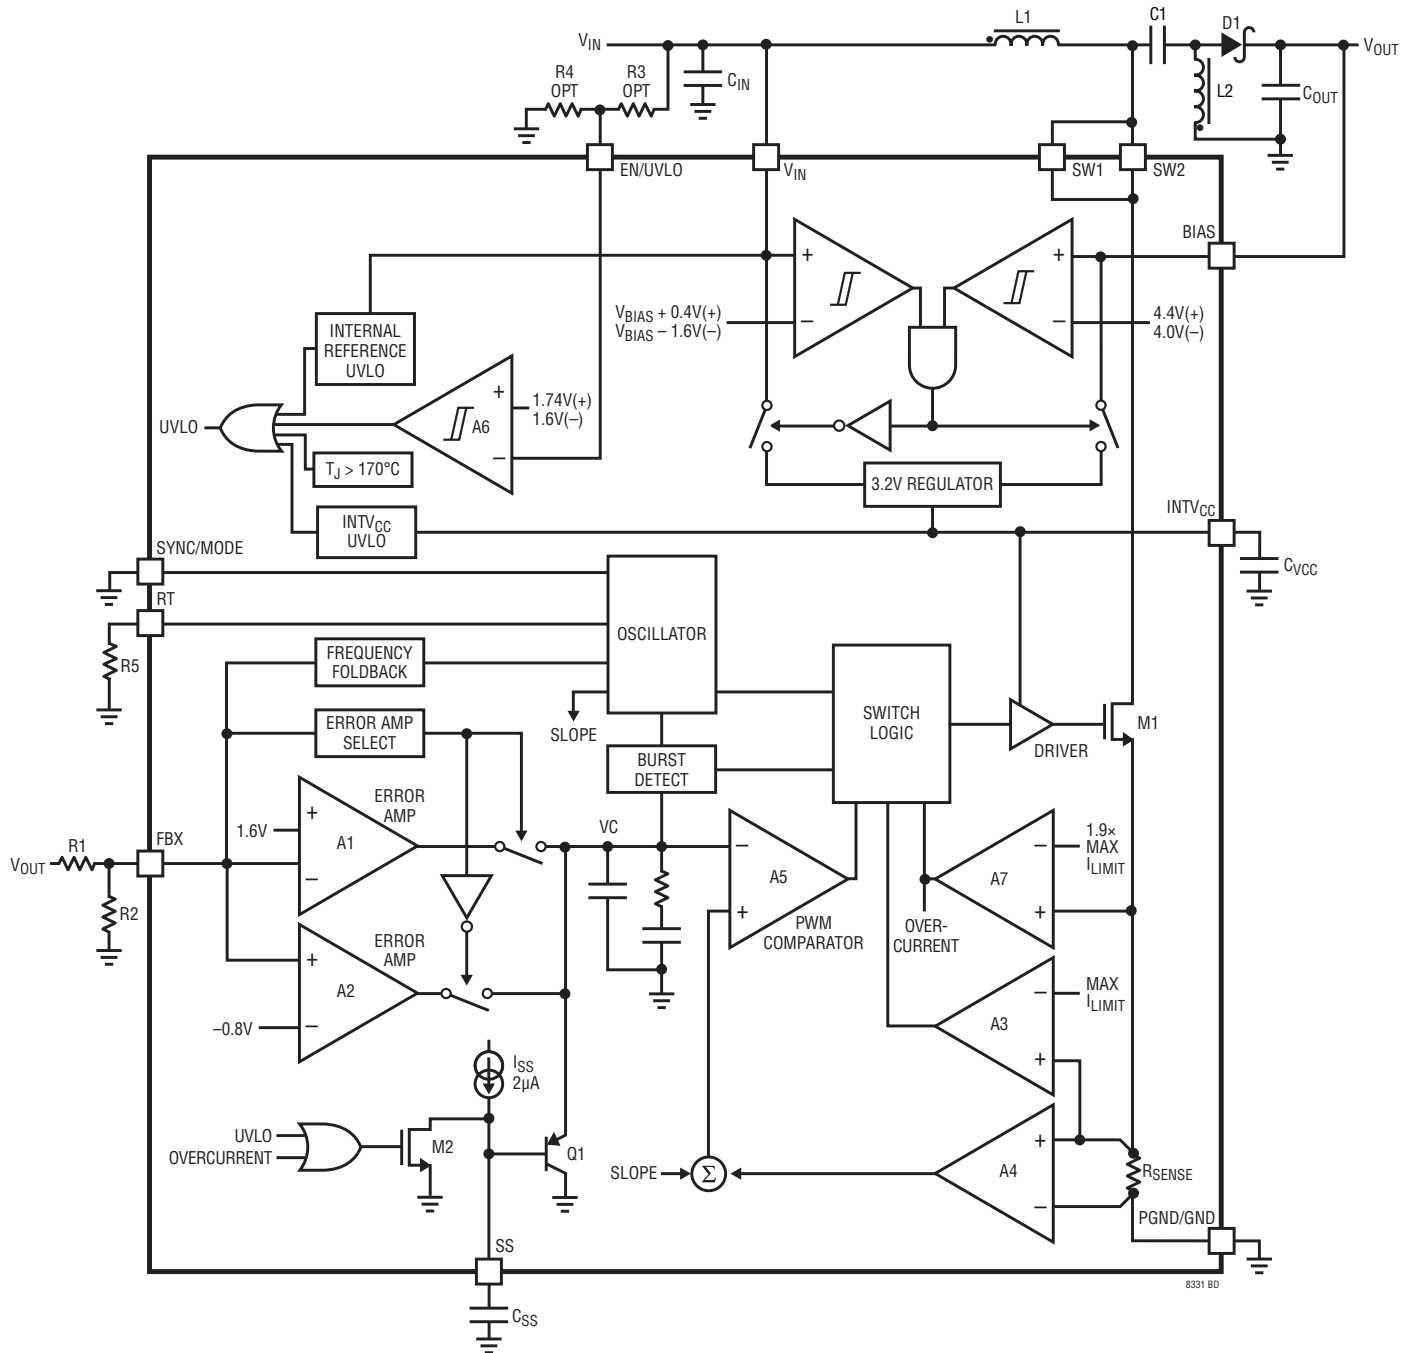 L1
C1
D1
VIN
VOUT
R4
OPT
R3
OPT
CIN
L2
COUT
EN/UVLO
VIN
SW1
SW2
BIAS
+
+
VBIAS + 0.4V(+)
VBIAS – 1.6V(–)
–
–
4.4V(+)
4.0V(–)
INTERNAL
REFERENCE
UVLO
+
1.74V(+)
1.6V(–)
A6
–
UVLO
TJ > 170°C
3.2V REGULATOR
INTVCC
INTVCC
UVLO
CVCC
SYNC/MODE
RT
R5
OSCILLATOR
FREQUENCY
FOLDBACK
SLOPE
ERROR AMP
SELECT
SWITCH
LOGIC
M1
DRIVER
BURST
DETECT
ERROR
AMP
+
1.6V
A1
–
VC
FBX
R1
VOUT
R2
–
A5
+
PWM
COMPARATOR
1.9×
MAX
ILIMIT
–
A7
+
OVER-
CURRENT
ERROR
AMP
+
A2
–0.8V
–
MAX
ILIMIT
–
A3
+
ISS
2µA
UVLO
OVERCURRENT
M2
Q1
SLOPE
Σ
+
A4
–
RSENSE
PGND/GND
SS
CSS
8331 BD